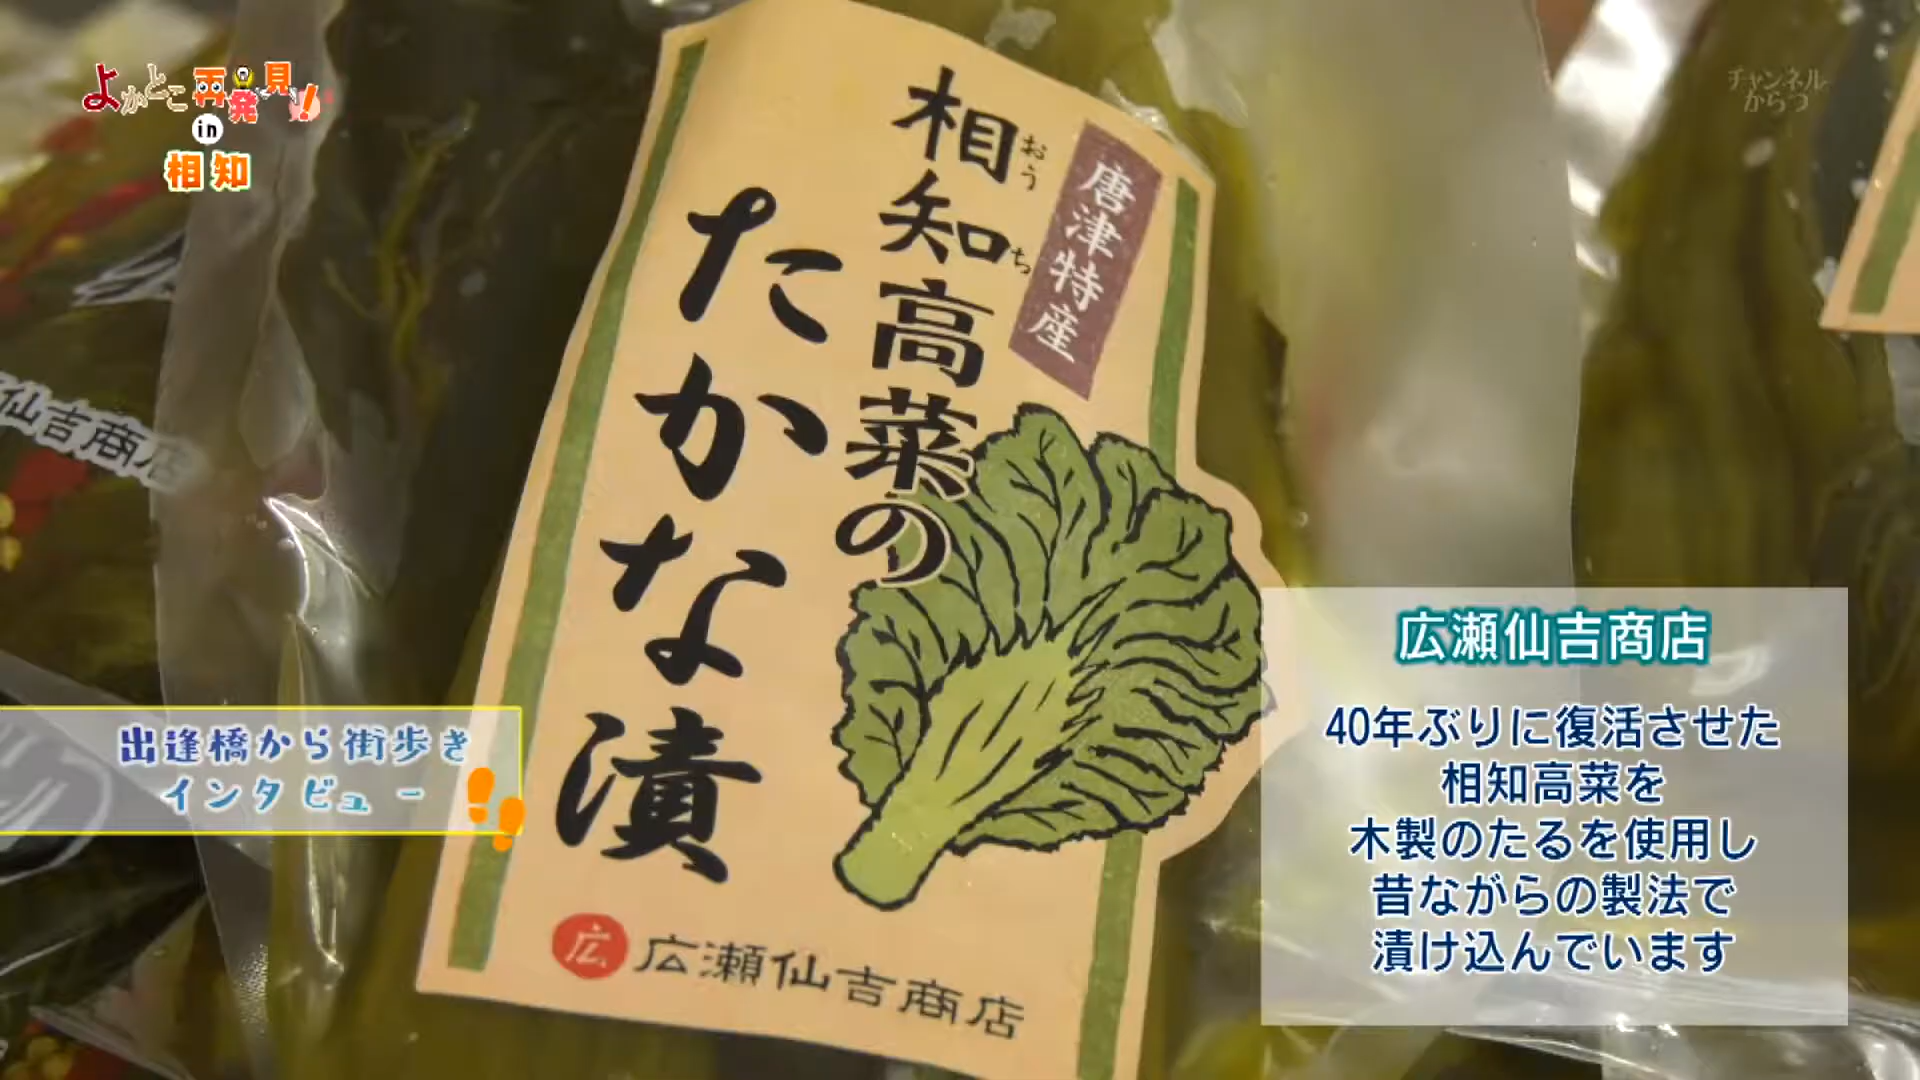 よかとこ再発見!
in
相知
チャンネル
からつ
唐津特産
相知高菜の
おうち
たかな漬
広 広瀬仙吉商店
仙吉商店
出逢橋から街歩き
インタビュー
広瀬仙吉商店
40年ぶりに復活させた
相知高菜を
木製のたるを使用し
昔ながらの製法で
漬け込んでいます